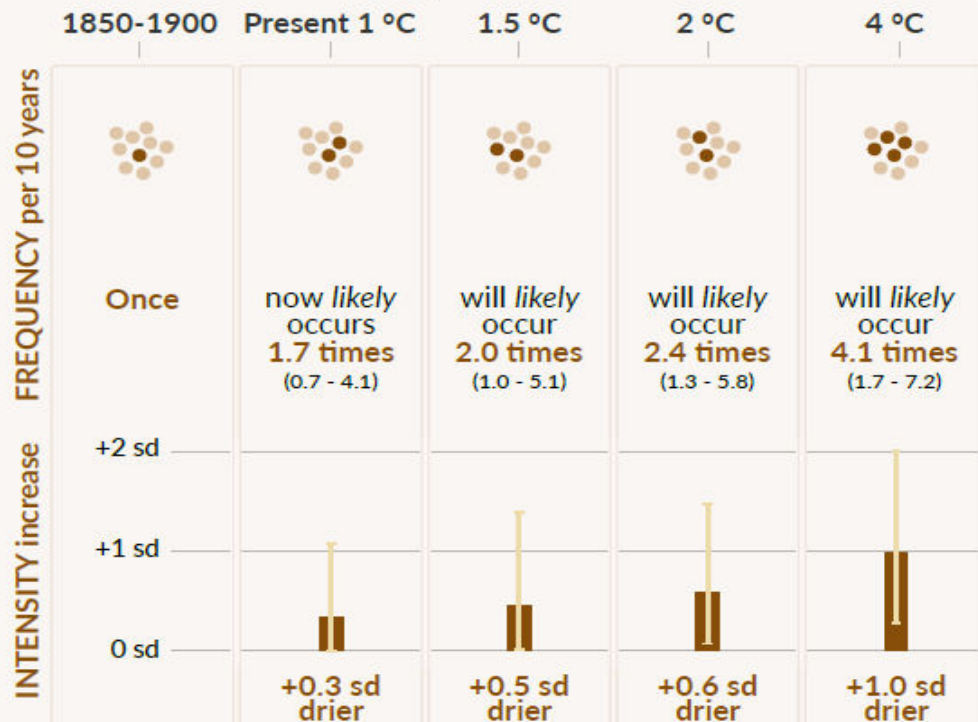 1850-1900 Present 1 °C 1.5 °C 2 °C 4 °C
FREQUENCY per 10 years
Once
now likely occurs 1.7 times (0.7 - 4.1)
will likely occur 2.0 times (1.0 - 5.1)
will likely occur 2.4 times (1.3 - 5.8)
will likely occur 4.1 times (1.7 - 7.2)
INTENSITY increase
+2 sd
+1 sd
0 sd
+0.3 sd drier
+0.5 sd drier
+0.6 sd drier
+1.0 sd drier